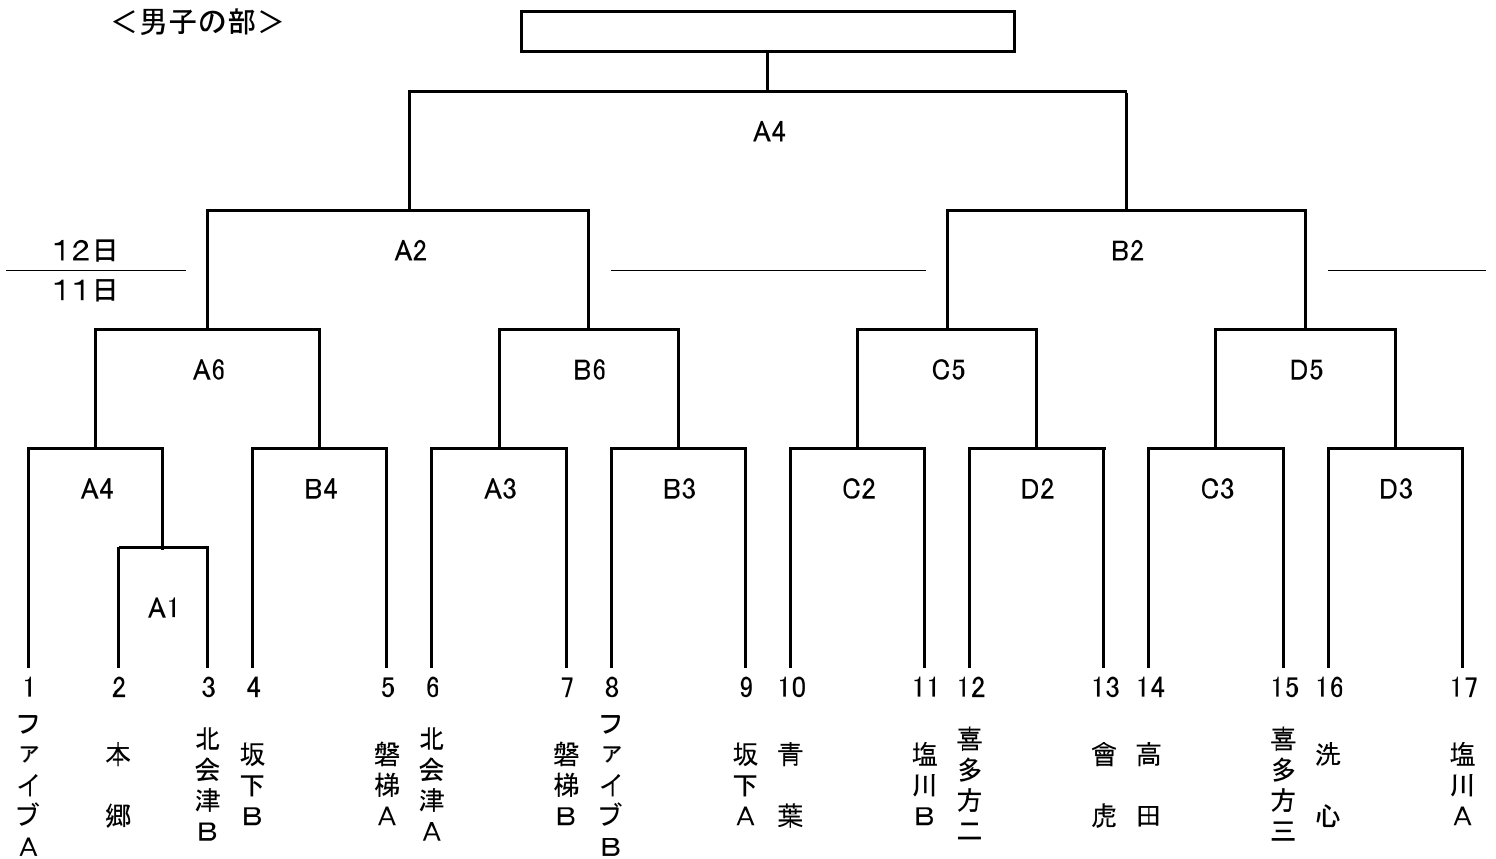 ＜男子の部＞
A4
12日
A2
B2
11日
A6
B6
C5
D5
A4
B4
A3
B3
C2
D2
C3
D3
A1
1
2
3
4
5
6
7
8
9
10
11
12
13
14
15
16
17
ファイブA
本郷
北会津B
坂下B
磐梯A
北会津A
磐梯B
ファイブB
坂下A
青葉
塩川B
喜多方二
會虎
高田
喜多方三
洗心
塩川A